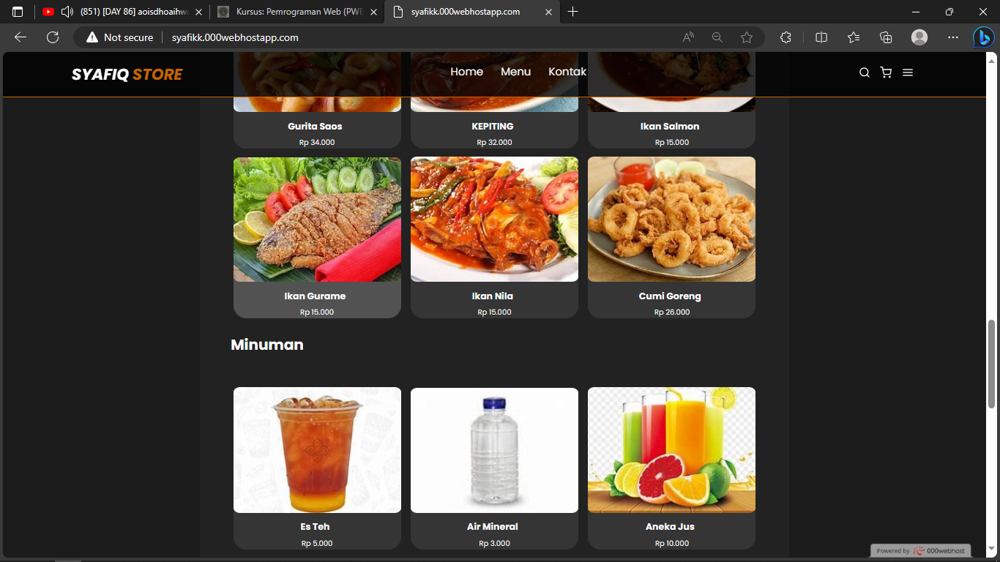 (851) [DAY 86] aoisdhoaihw
Kursus: Pemrograman Web (PWE
syafikk.000webhostapp.com
Not secure
syafikk.000webhostapp.com
SYAFIQ STORE
Home
Menu
Kontak
Gurita Saos
KEPITING
Ikan Salmon
Rp 34.000
Rp 32.000
Rp 15.000
Ikan Gurame
Ikan Nila
Cumi Goreng
Rp 15.000
Rp 15.000
Rp 26.000
Minuman
Es Teh
Air Mineral
Aneka Jus
Rp 5.000
Rp 3.000
Rp 10.000
Powered by 000webhost